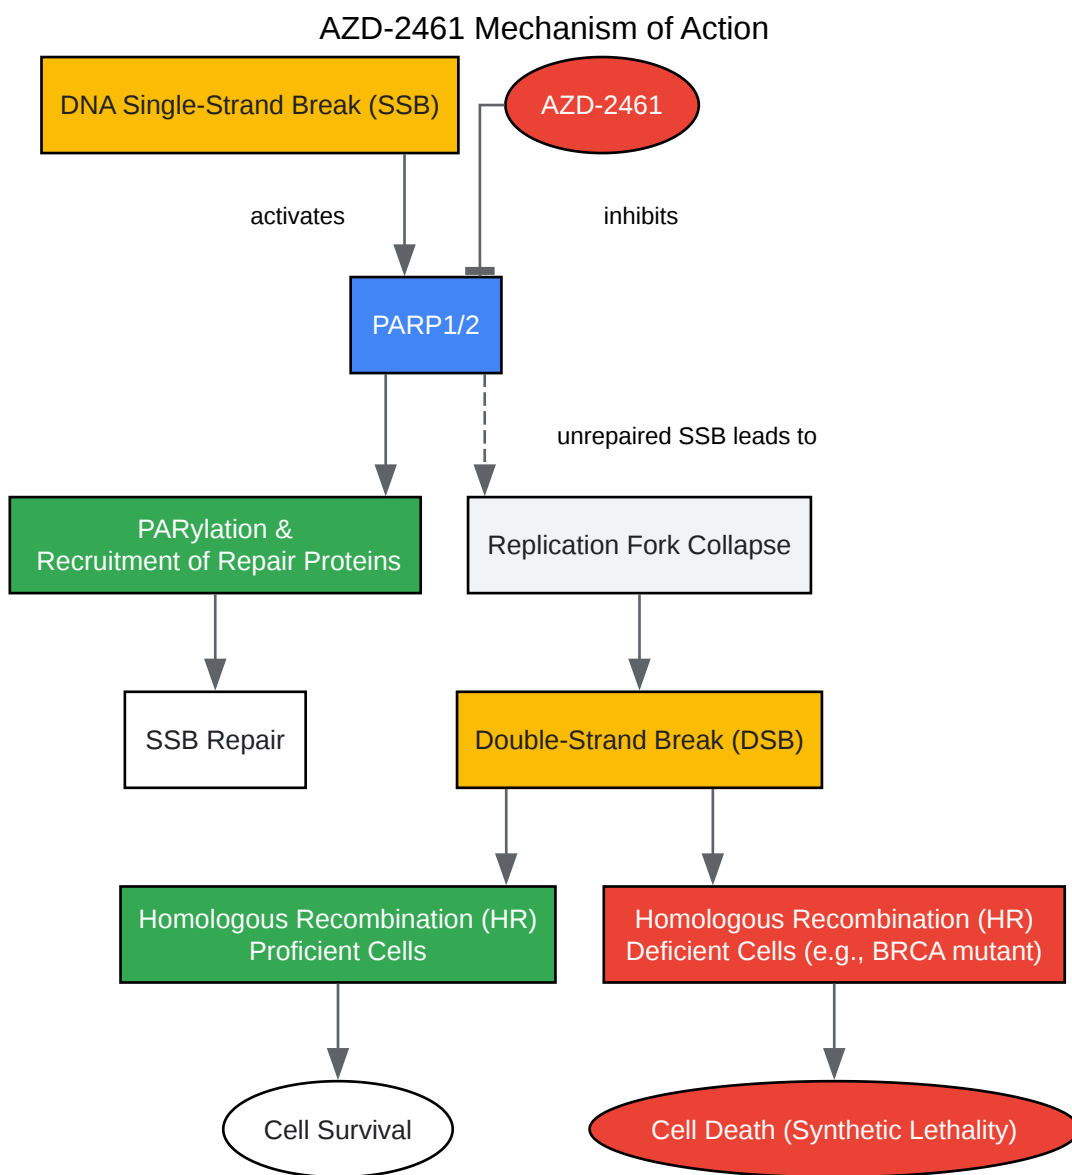 AZD-2461 Mechanism of Action
DNA Single-Strand Break (SSB)
AZD-2461
activates
inhibits
PARP1/2
unrepaired SSB leads to
PARylation &
Recruitment of Repair Proteins
Replication Fork Collapse
SSB Repair
Double-Strand Break (DSB)
Homologous Recombination (HR)
Proficient Cells
Homologous Recombination (HR)
Deficient Cells (e.g., BRCA mutant)
Cell Survival
Cell Death (Synthetic Lethality)